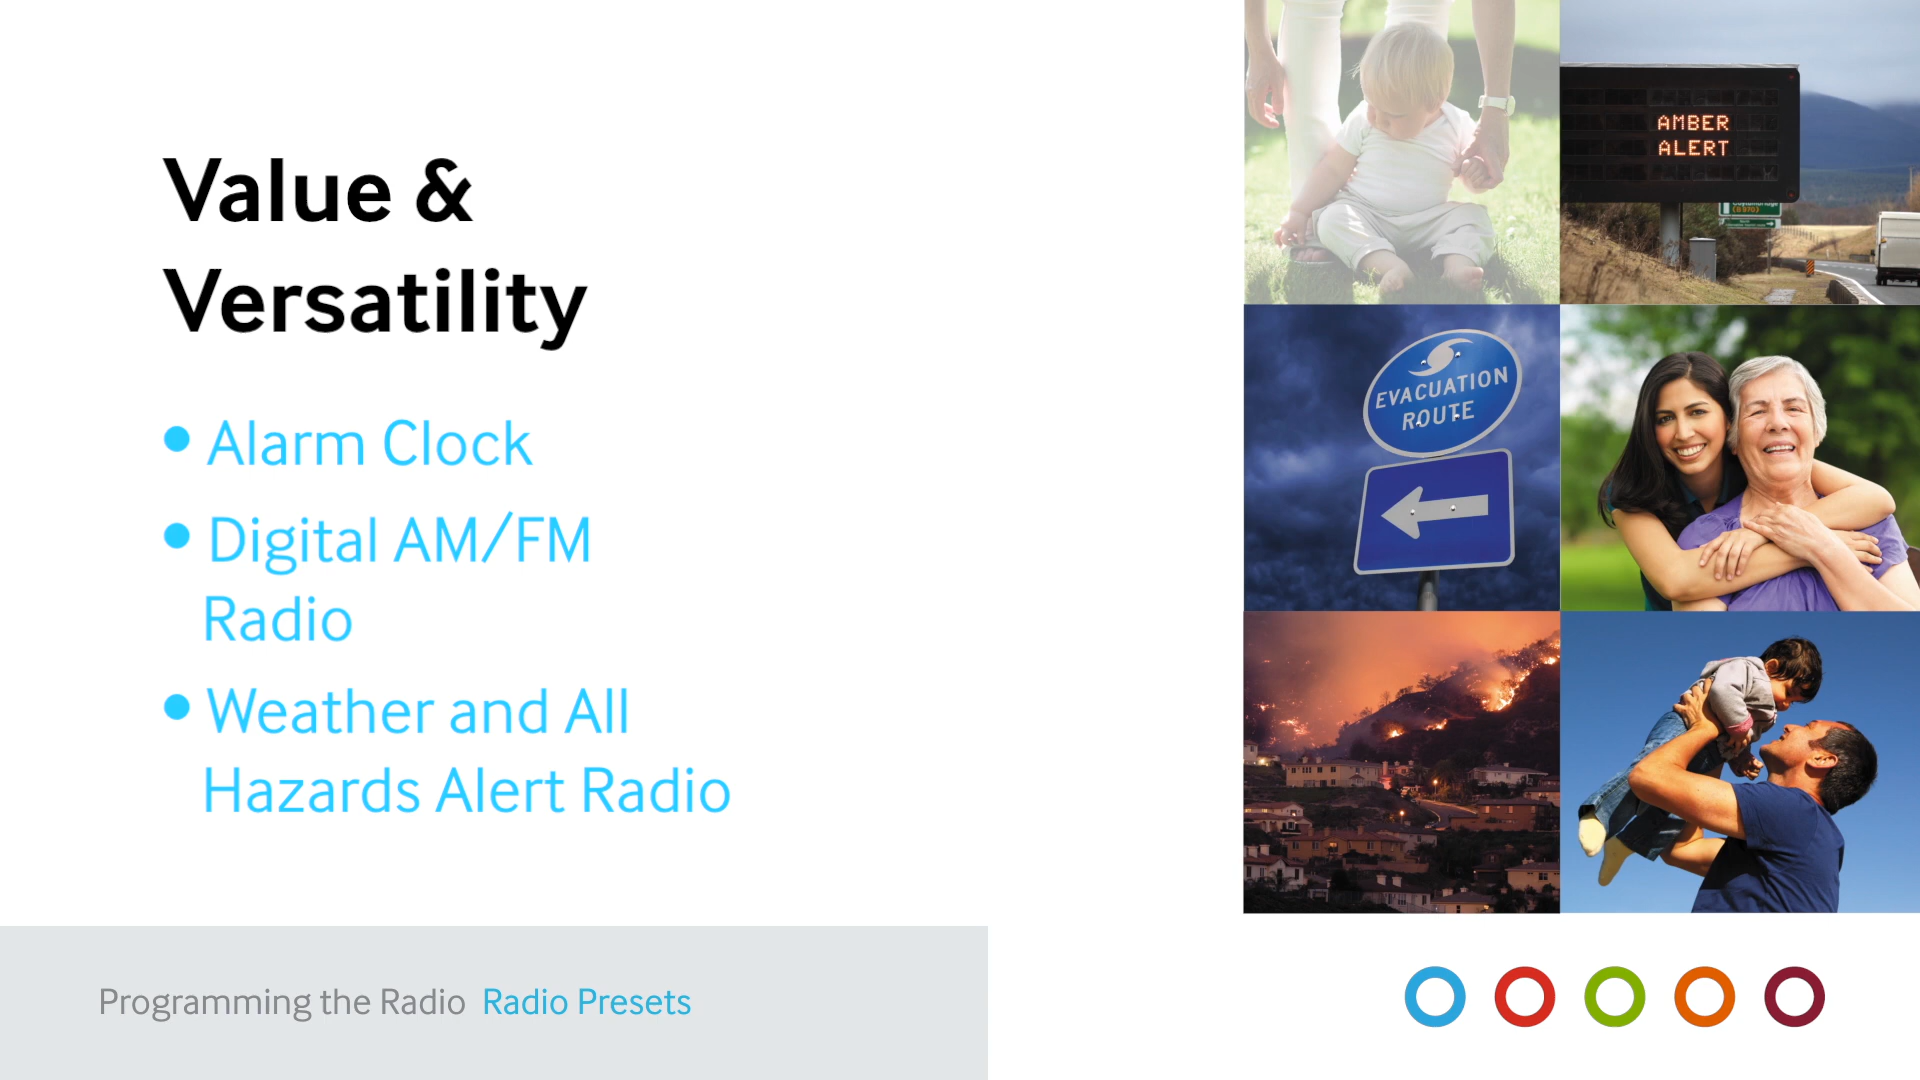 Value &
Versatility
• Alarm Clock
• Digital AM/FM
Radio
• Weather and All
Hazards Alert Radio
Programming the Radio Radio Presets
AMBER
ALERT
EVACUATION
ROUTE